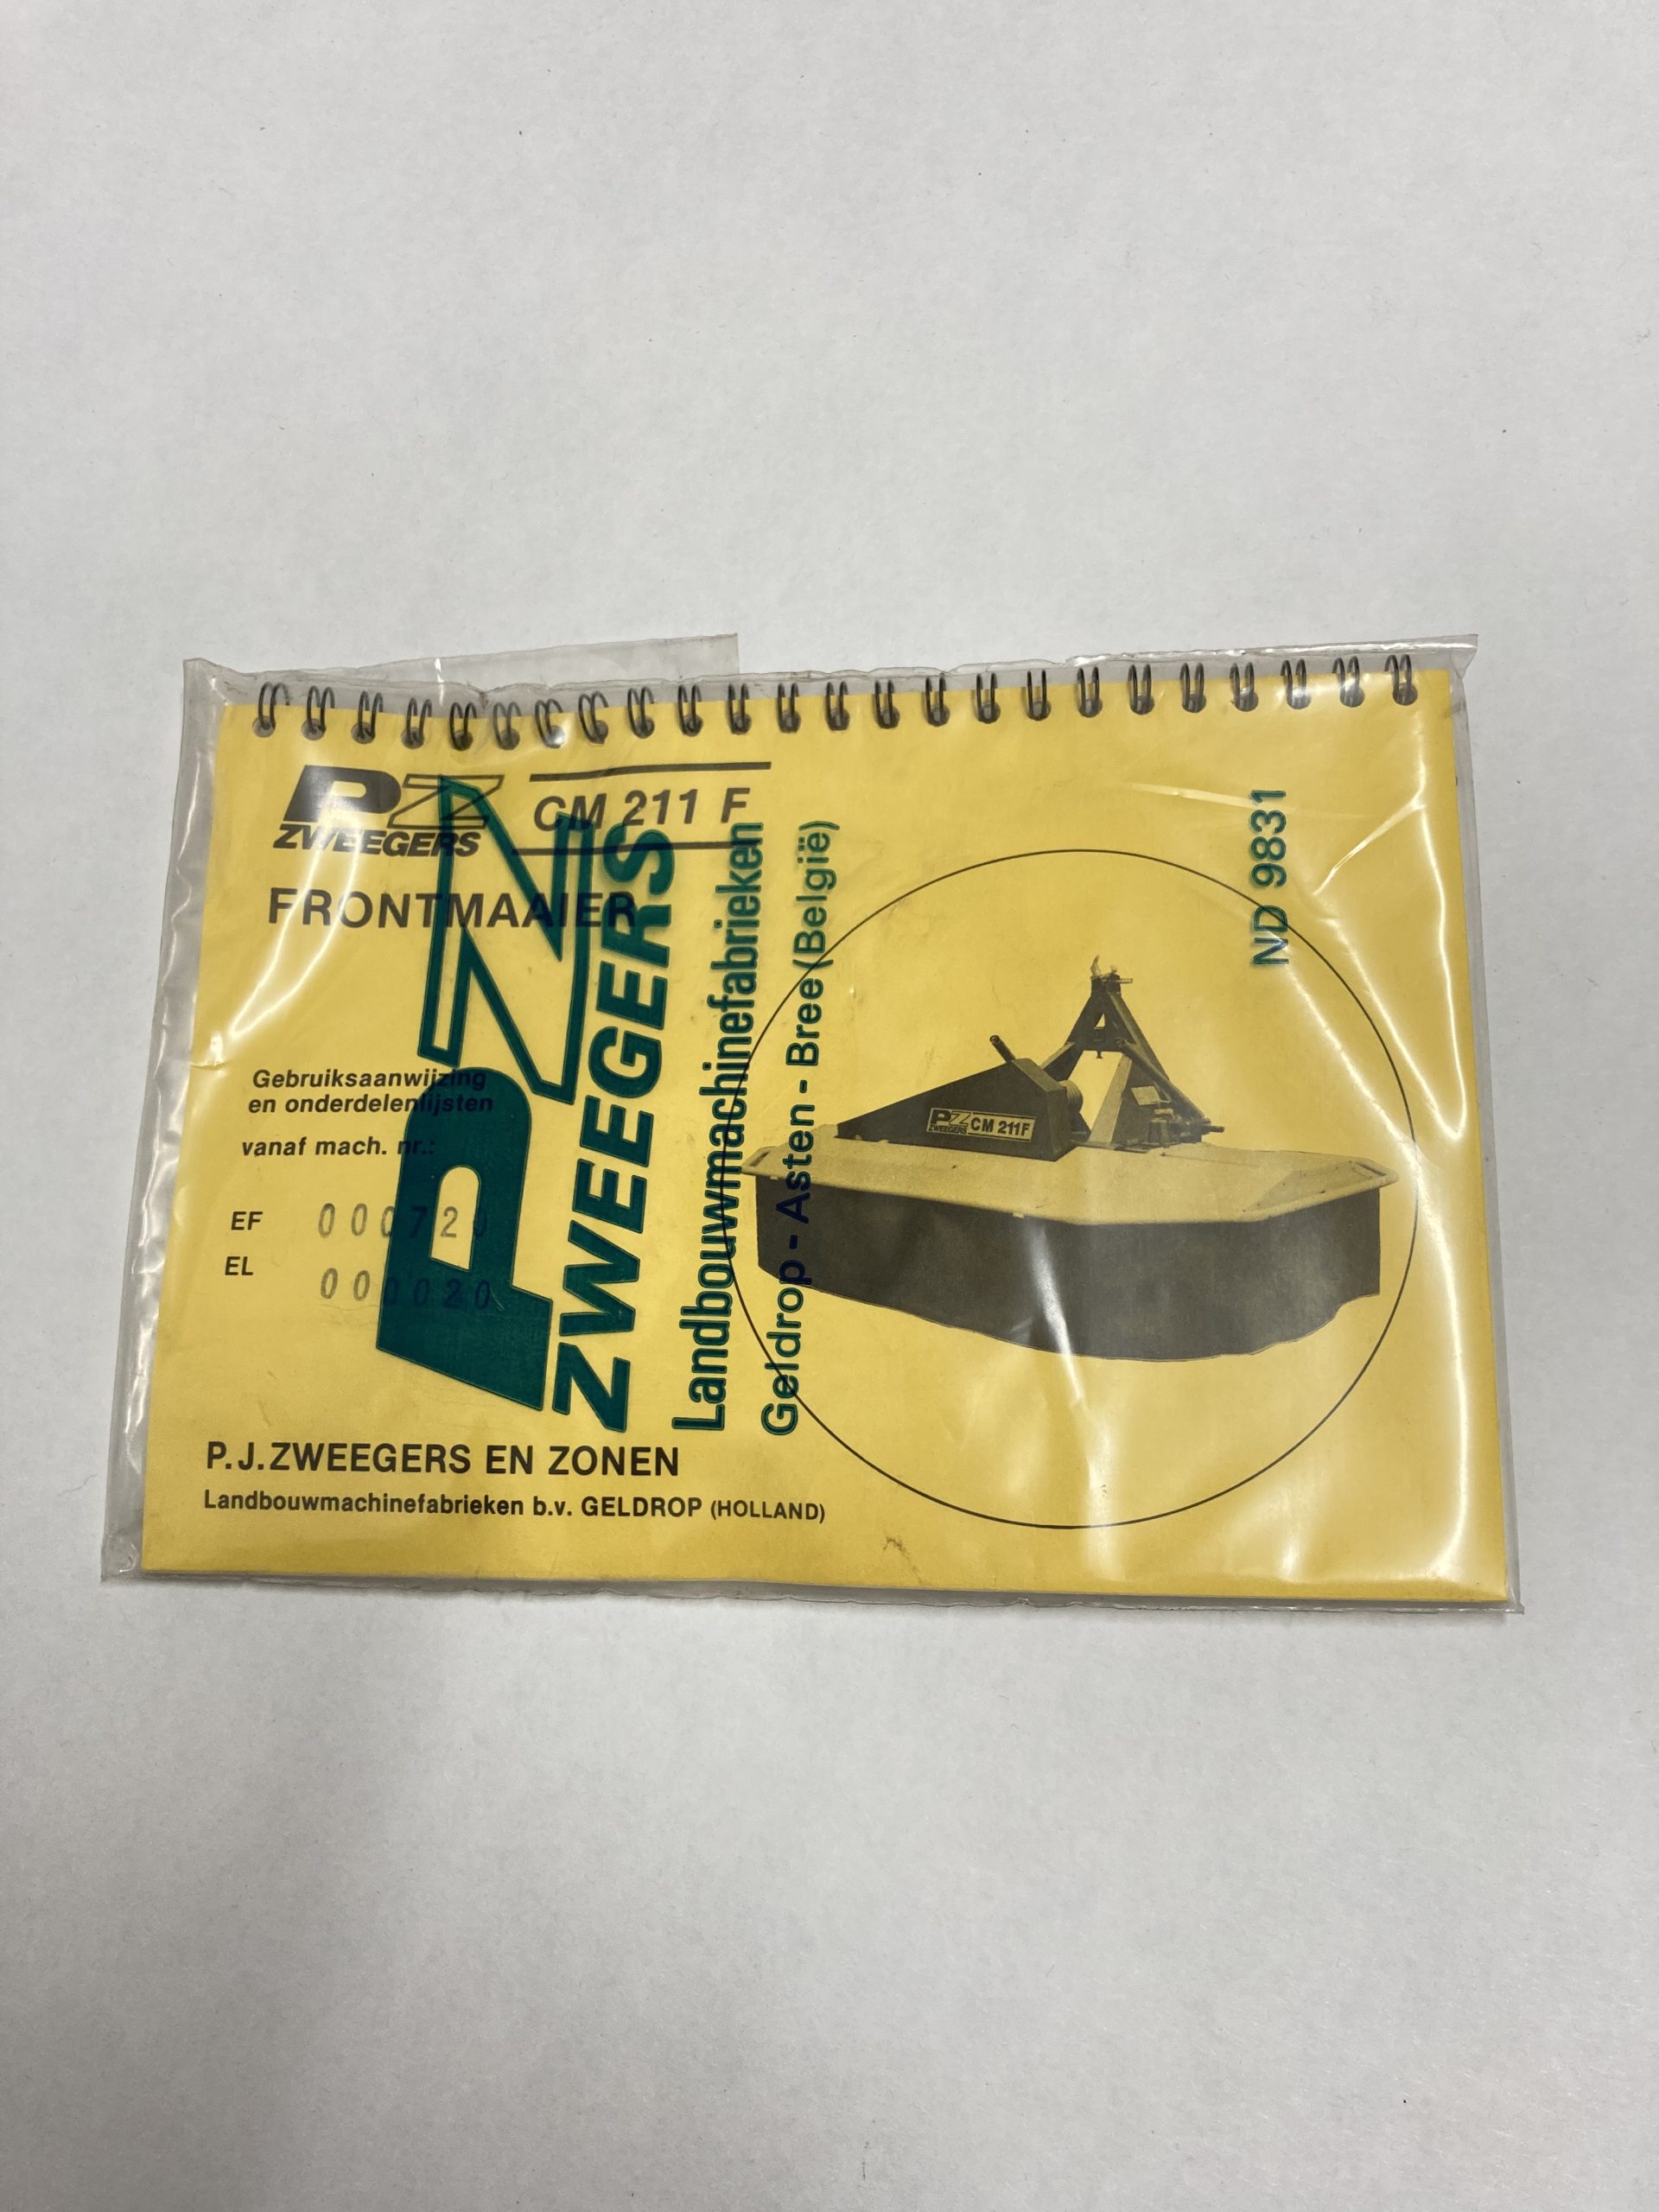 PZ
ZWEEGERS
CM 211 F
FRONTMAAIER
Gebruiksaanwijzing
en onderdelenlijsten
vanaf mach. nr.:
EF 000720
EL 000020
P.J. ZWEEGERS EN ZONEN
Landbouwmachinefabrieken b.v. GELDROP (HOLLAND)
PZ
ZWEEGERS
Landbouwmachinefabrieken
Geldrop - Asten - Bree (België)
ND 9831
PZ
ZWEEGERS
CM 211F